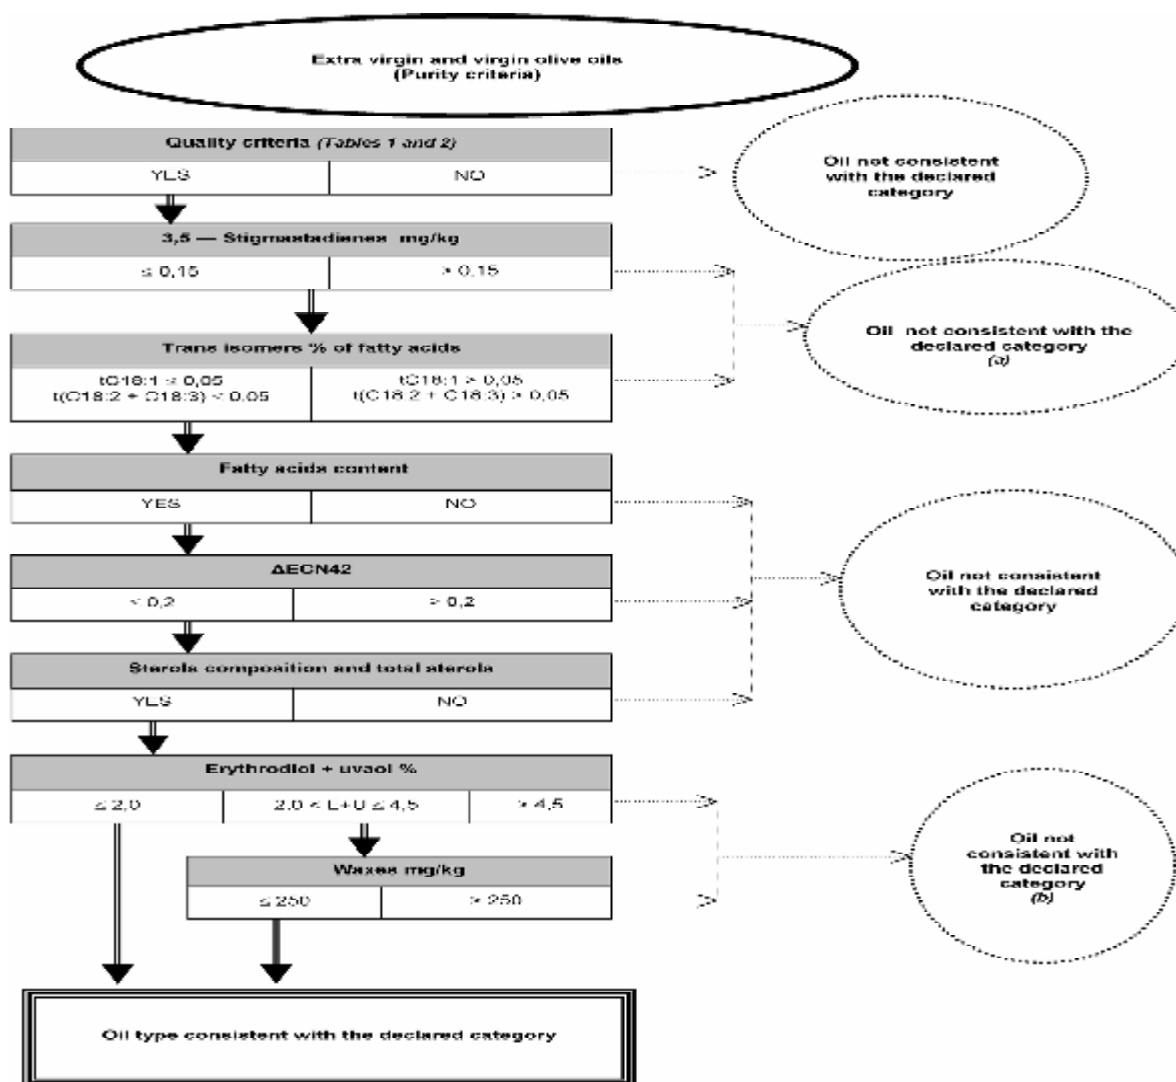 Extra virgin and virgin olive oils
(Purity criteria)
Quality criteria (Tables 1 and 2)
YES NO
Oil not consistent
with the declared
category
3,5 — Stigmastadienes mg/kg
≤ 0,15 > 0,15
Oil not consistent with the
declared category
(a)
Trans isomers % of fatty acids
tC18:1 ≤ 0,05 tC18:1 > 0,05
t(C18:2 + C18:3) ≤ 0,05 t(C18:2 + C18:3) > 0,05
Fatty acids content
YES NO
ΔECN42
≤ 0,2 > 0,2
Oil not consistent
with the declared
category
Sterols composition and total sterols
YES NO
Erythrodiol + uvaol %
≤ 2,0 2,0 < E+U ≤ 4,5 > 4,5
Waxes mg/kg
≤ 250 > 250
Oil not
consistent with
the declared
category
(b)
Oil type consistent with the declared category